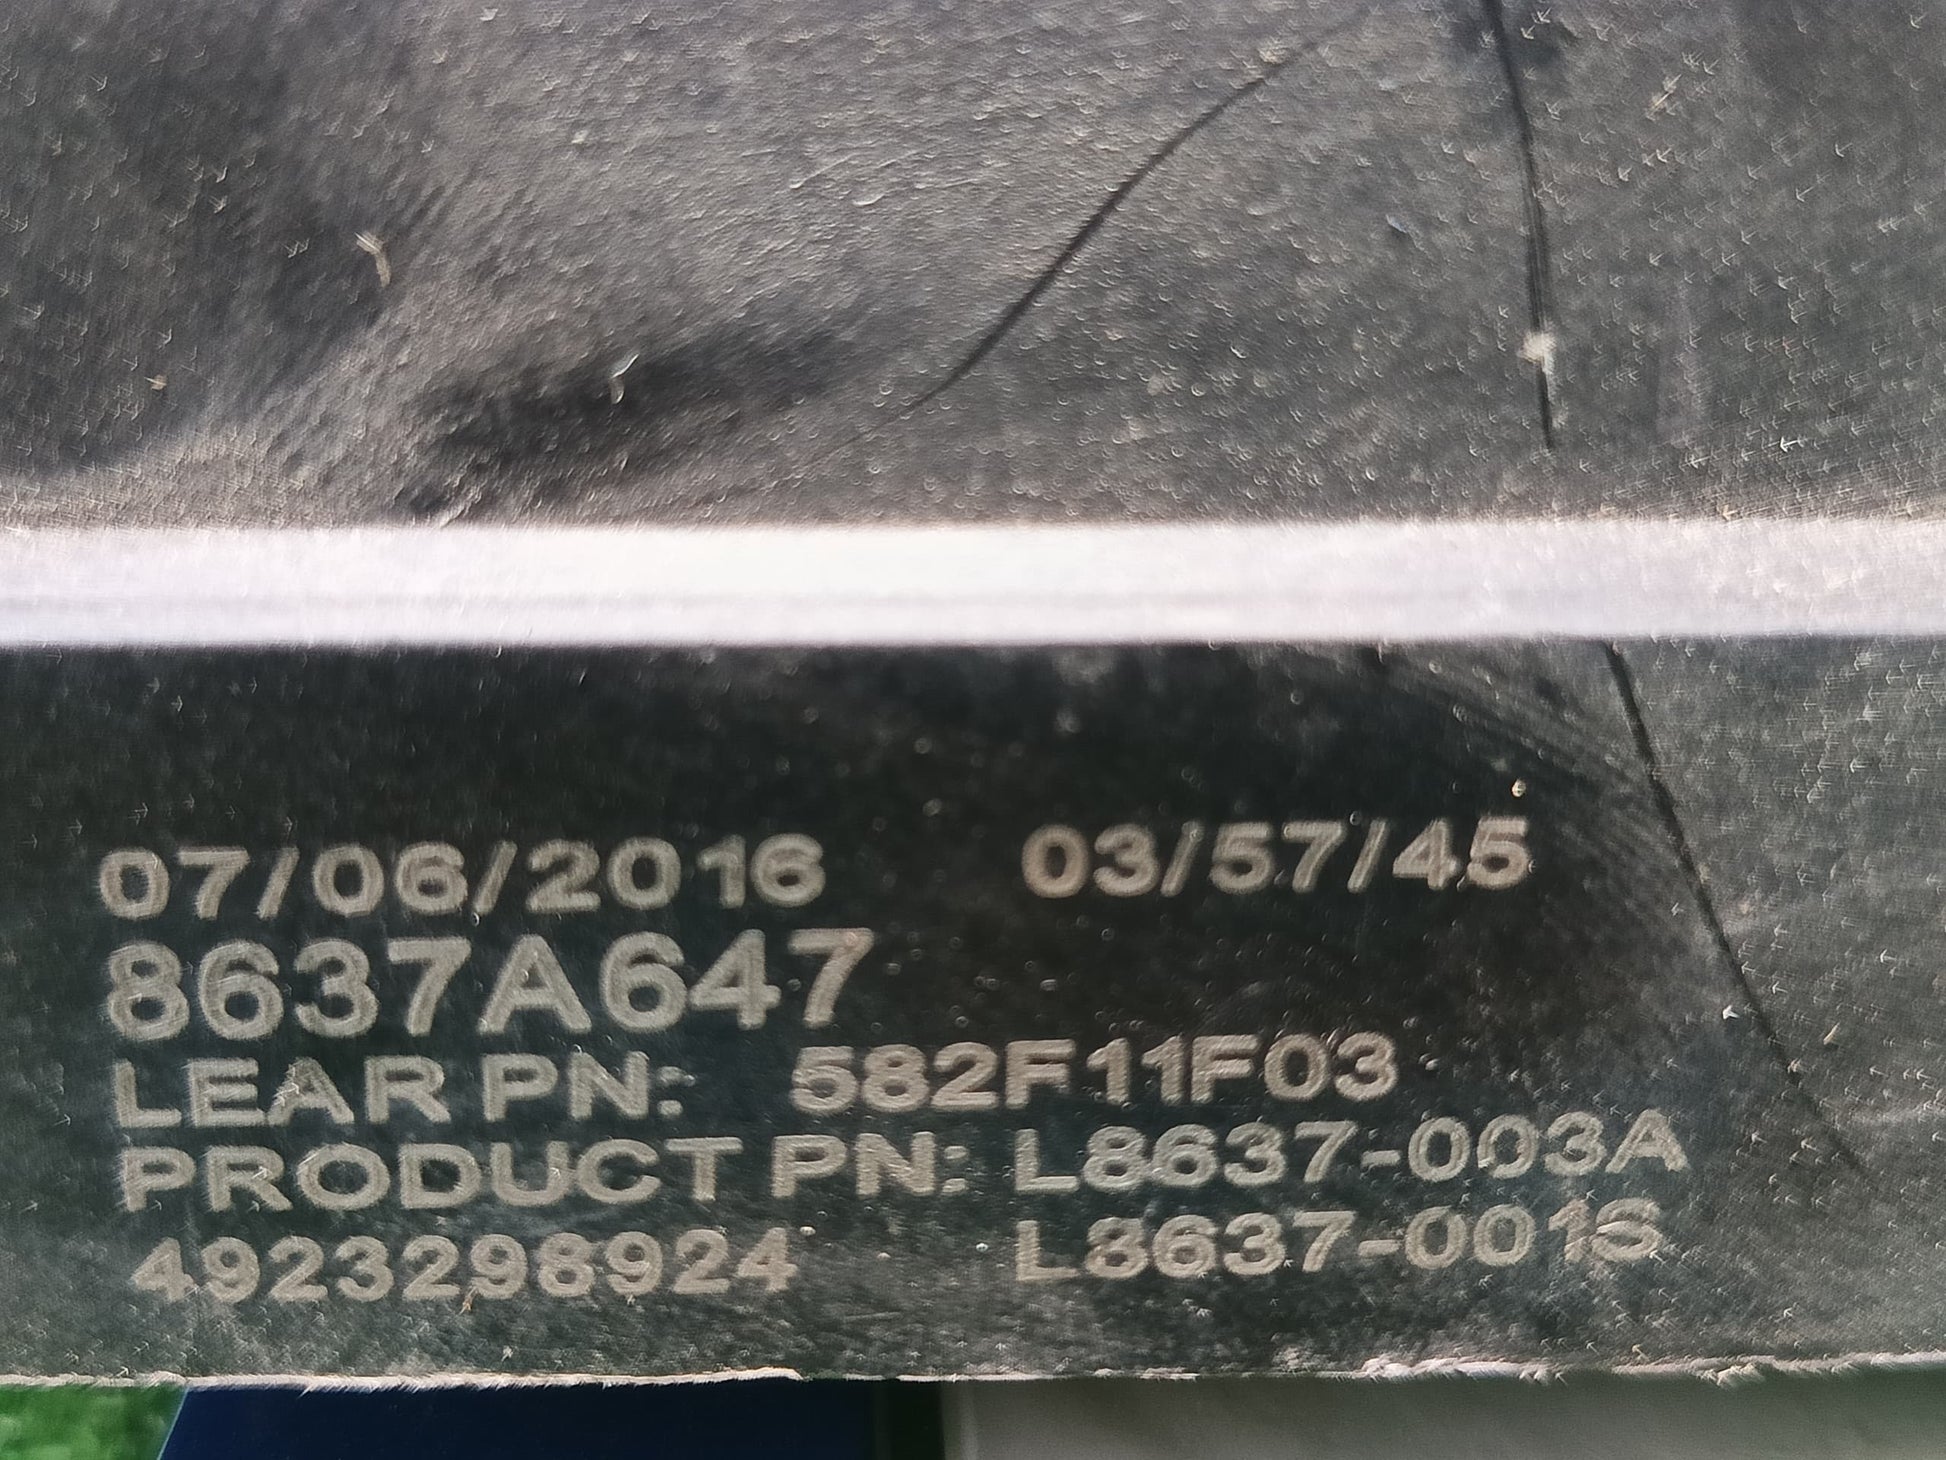 07/06/2016 03/57/45
8637A647
LEAR PN: 582F11F03
PRODUCT PN: L8637-003A
4923298924 L8637-001S